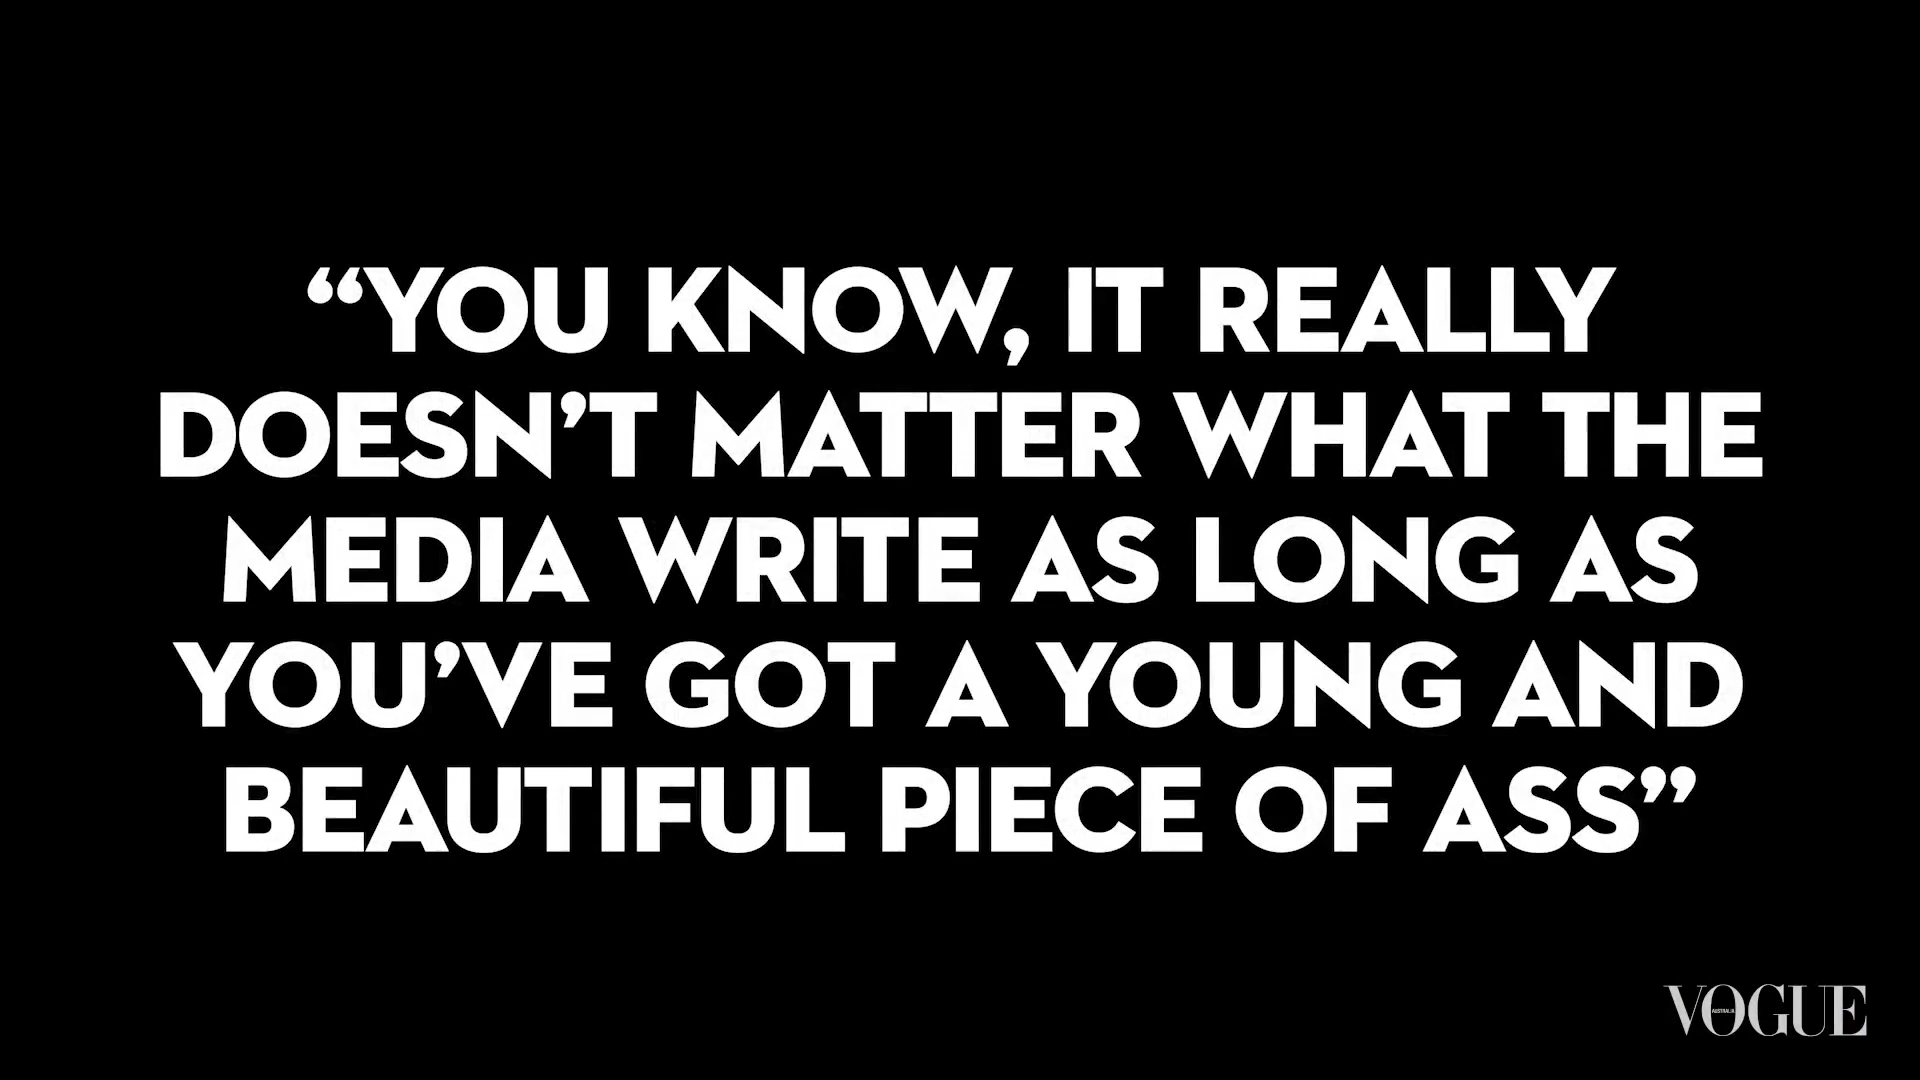 “YOU KNOW, IT REALLY
DOESN’T MATTER WHAT THE
MEDIA WRITE AS LONG AS
YOU’VE GOT A YOUNG AND
BEAUTIFUL PIECE OF ASS”
VOGUE
AUSTRALIA